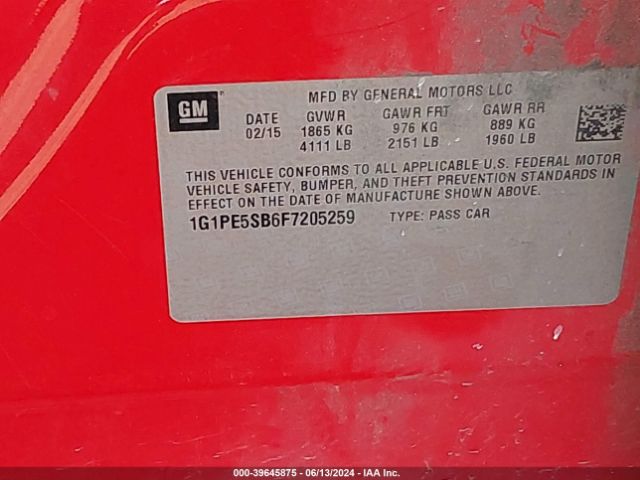 MFD BY GENERAL MOTORS LLC
GM
DATE GVWR GAWR FRT GAWR RR
02/15 1865 KG 976 KG 889 KG
4111 LB 2151 LB 1960 LB
THIS VEHICLE CONFORMS TO ALL APPLICABLE U.S. FEDERAL MOTOR
VEHICLE SAFETY, BUMPER, AND THEFT PREVENTION STANDARDS IN
EFFECT ON THE DATE OF MANUFACTURE SHOWN ABOVE.
1G1PE5SB6F7205259 TYPE: PASS CAR
000-39645875 - 06/13/2024 - IAA Inc.